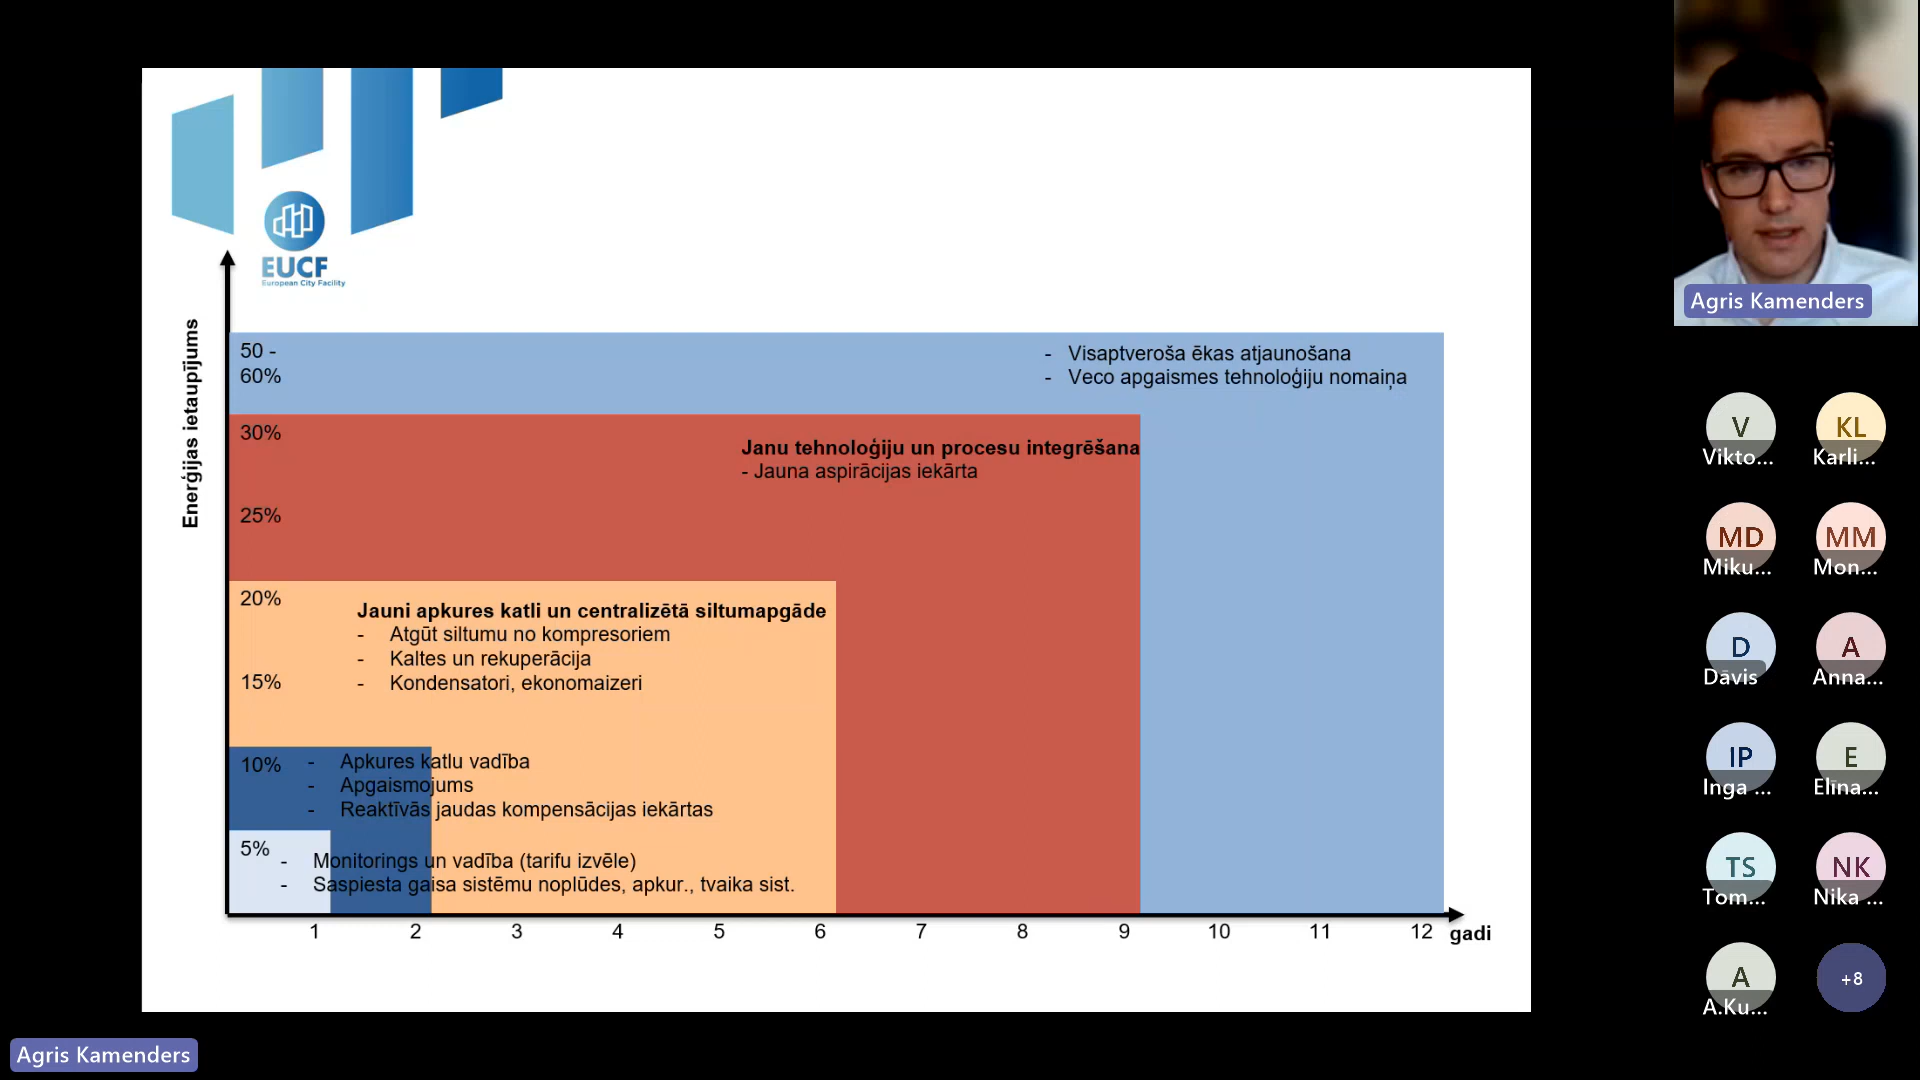 EUCF
European City Facility
Enerģijas ietaupījums
50 -
60%
- Visaptveroša ēkas atjaunošana
- Veco apgaismes tehnoloģiju nomaiņa
30%
Janu tehnoloģiju un procesu integrēšana
- Jauna aspirācijas iekārta
25%
20%
Jauni apkures katli un centralizētā siltumapgāde
- Atgūt siltumu no kompresoriem
- Kaltes un rekuperācija
- Kondensatori, ekonomaizeri
15%
10%
- Apkures katlu vadība
- Apgaismojums
- Reaktīvās jaudas kompensācijas iekārtas
5%
- Monitorings un vadība (tarifu izvēle)
- Saspiesta gaisa sistēmu noplūdes, apkur., tvaika sist.
1 2 3 4 5 6 7 8 9 10 11 12 gadi
Agris Kamenders
Agris Kamenders
V KL
Vikto... Karli...
MD MM
Miku... Mon...
D A
Dāvis Anna...
IP E
Inga ... Elīna...
TS NK
Tom... Nika ...
A +8
A.Ku...